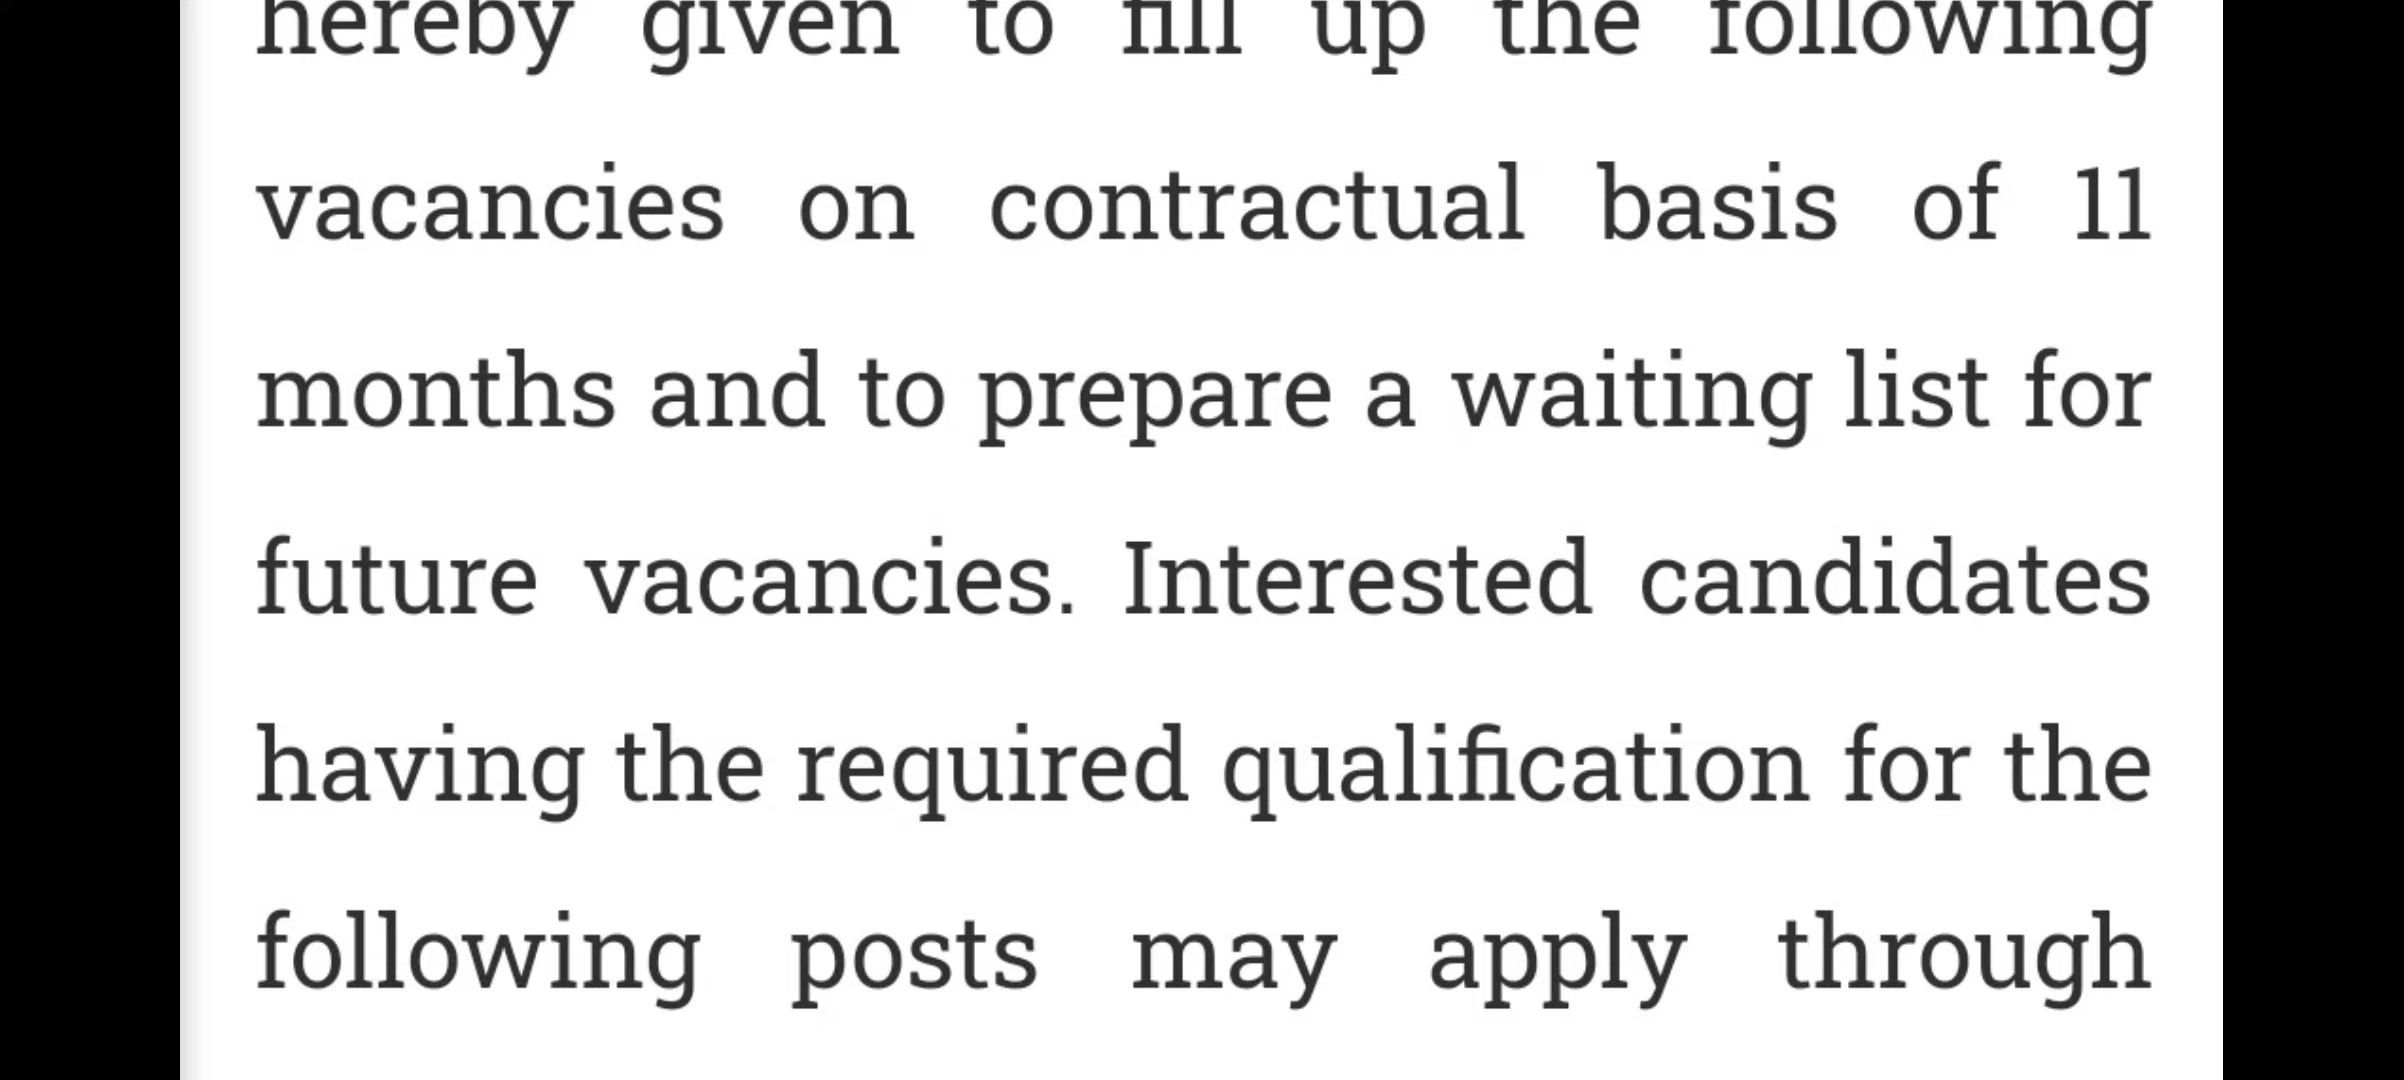 hereby given to fill up the following
vacancies on contractual basis of 11
months and to prepare a waiting list for
future vacancies. Interested candidates
having the required qualification for the
following posts may apply through